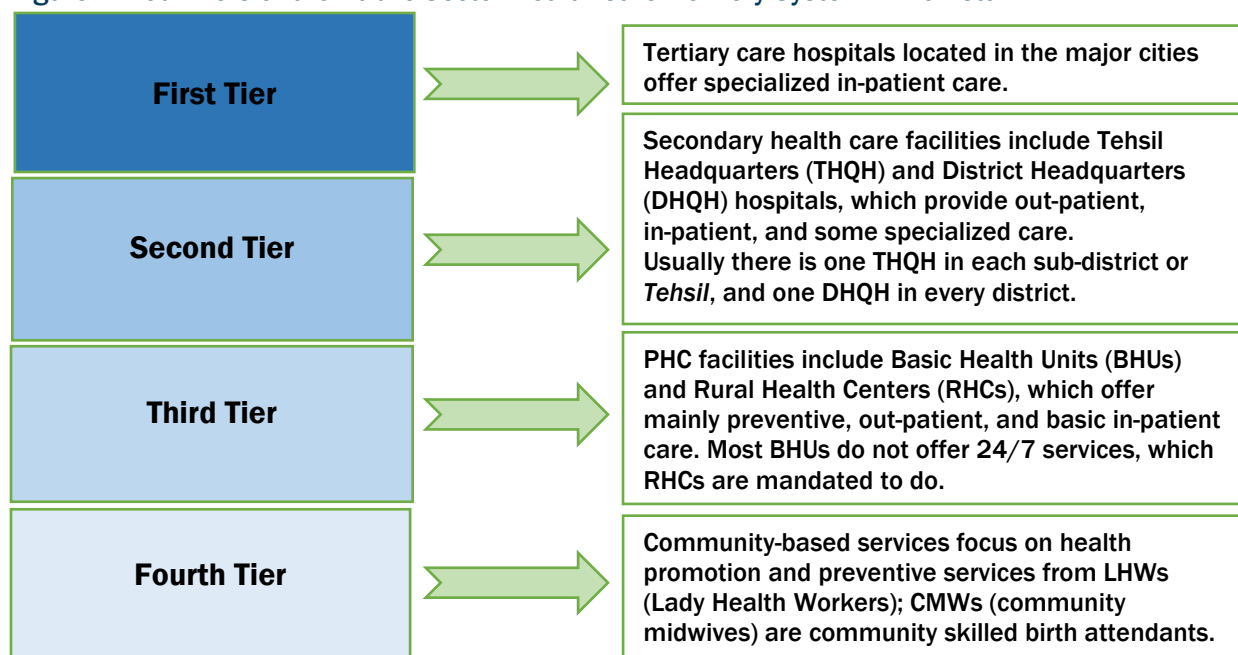 First Tier
Tertiary care hospitals located in the major cities
offer specialized in-patient care.
Second Tier
Secondary health care facilities include Tehsil
Headquarters (THQH) and District Headquarters
(DHQH) hospitals, which provide out-patient,
in-patient, and some specialized care.
Usually there is one THQH in each sub-district or
Tehsil, and one DHQH in every district.
Third Tier
PHC facilities include Basic Health Units (BHUs)
and Rural Health Centers (RHCs), which offer
mainly preventive, out-patient, and basic in-patient
care. Most BHUs do not offer 24/7 services, which
RHCs are mandated to do.
Fourth Tier
Community-based services focus on health
promotion and preventive services from LHWs
(Lady Health Workers); CMWs (community
midwives) are community skilled birth attendants.